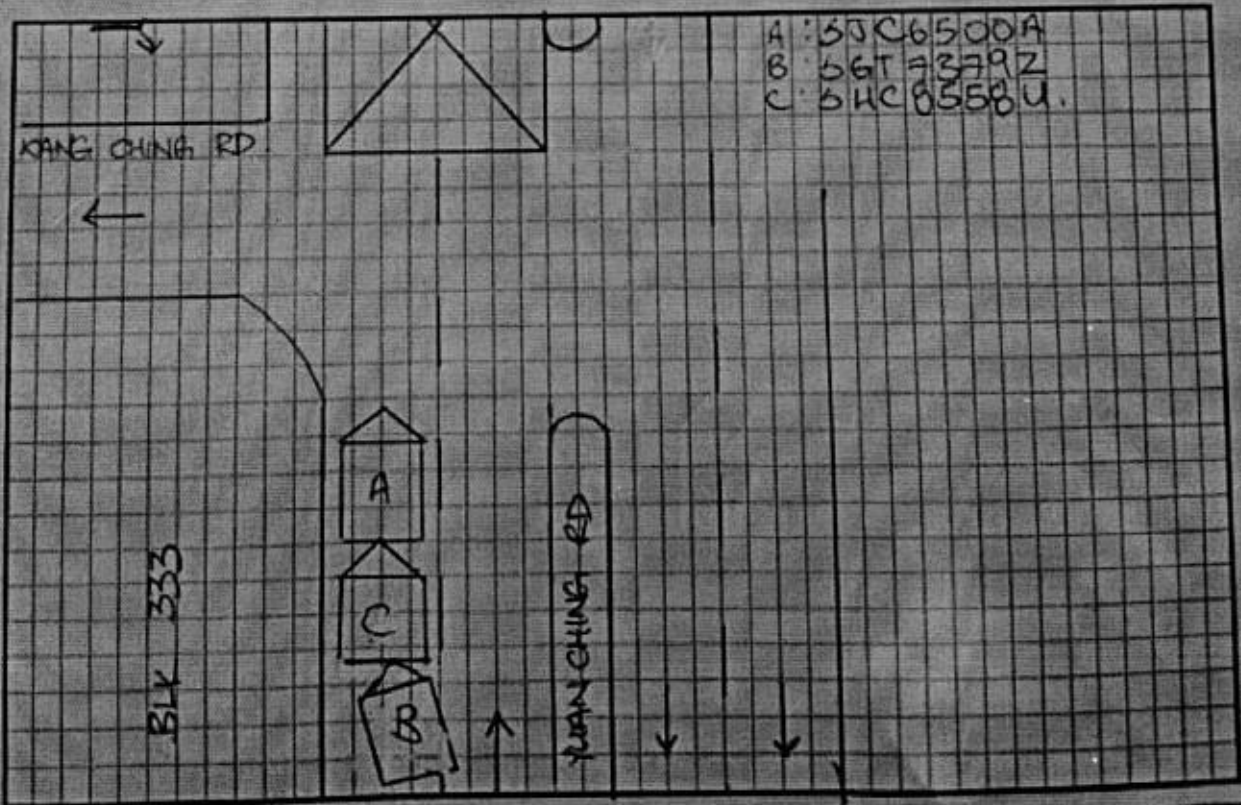 A : SJC6500A
B : SGT7379Z
C : SHC8558U.
KANG CHING RD
A
C
B
BLK 333
YUAN CHING RD